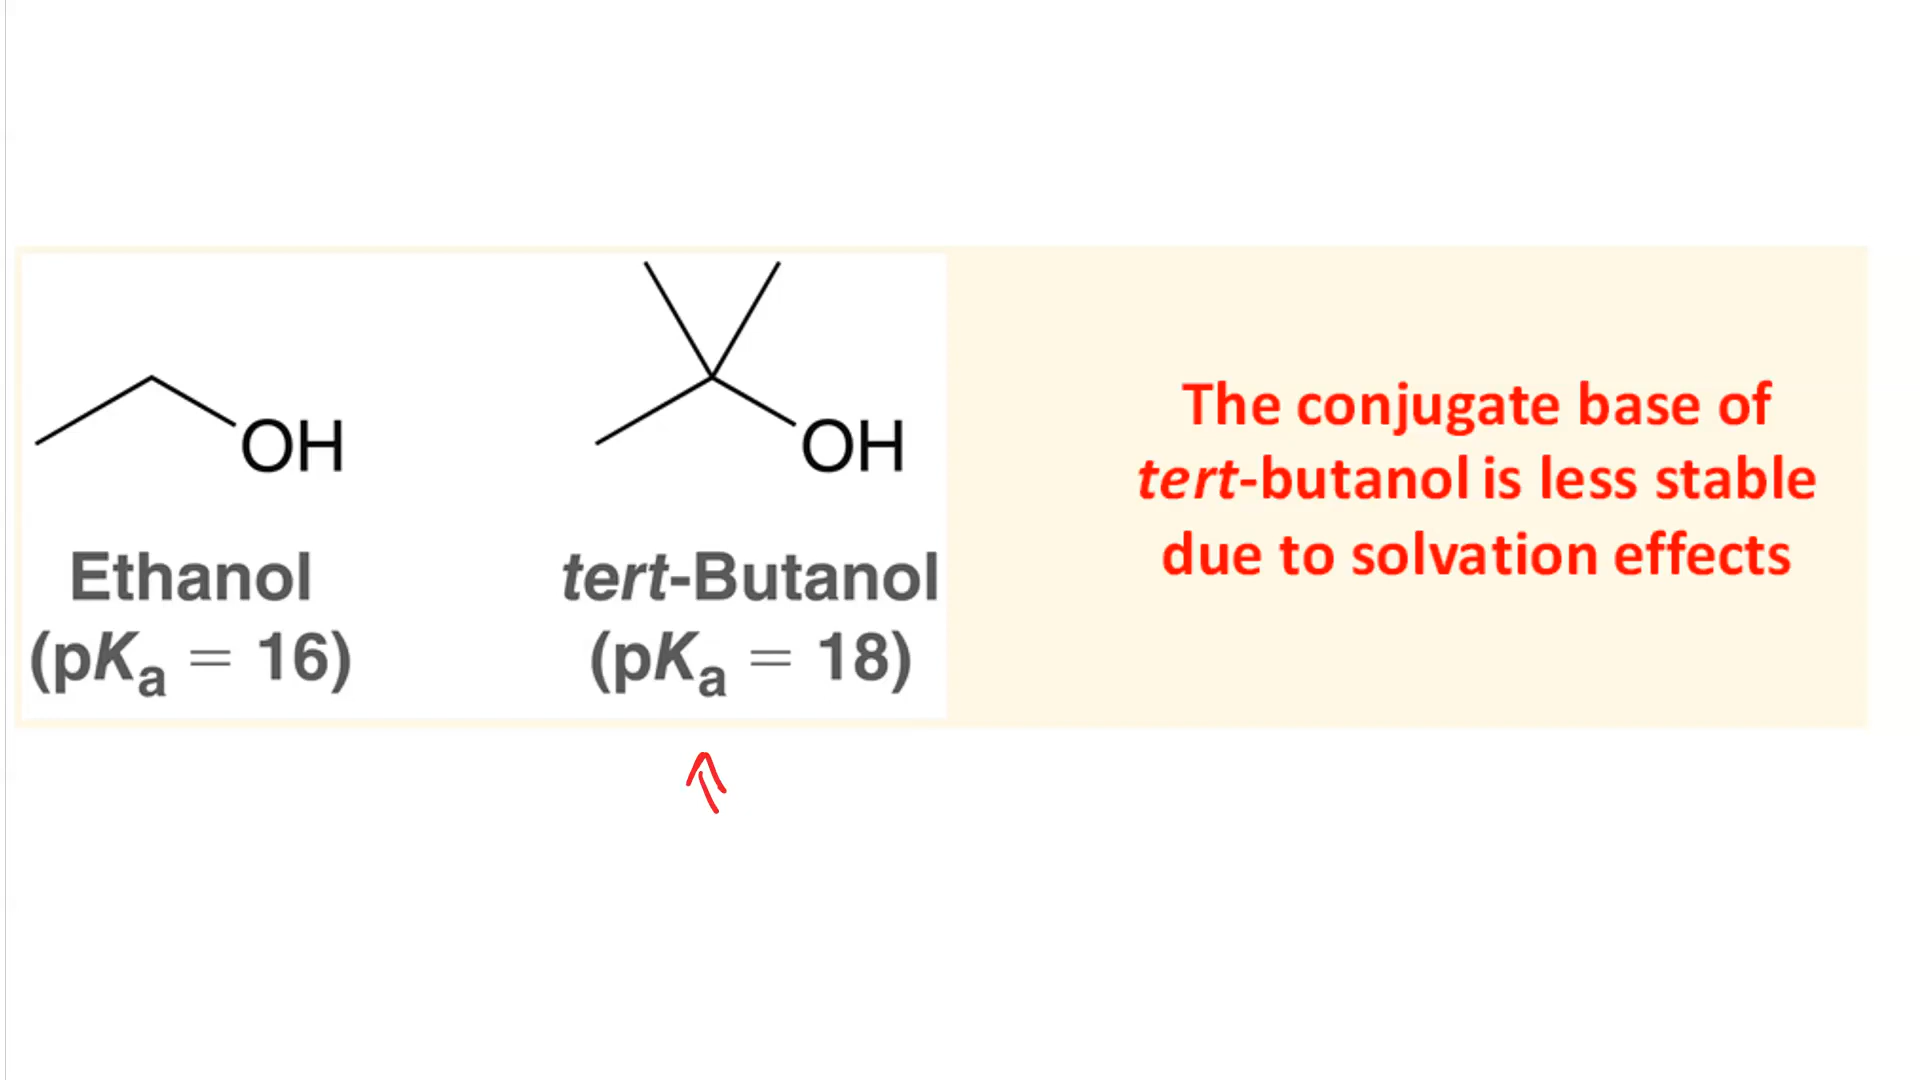 OH
OH
Ethanol
(pKa = 16)
tert-Butanol
(pKa = 18)
The conjugate base of
tert-butanol is less stable
due to solvation effects